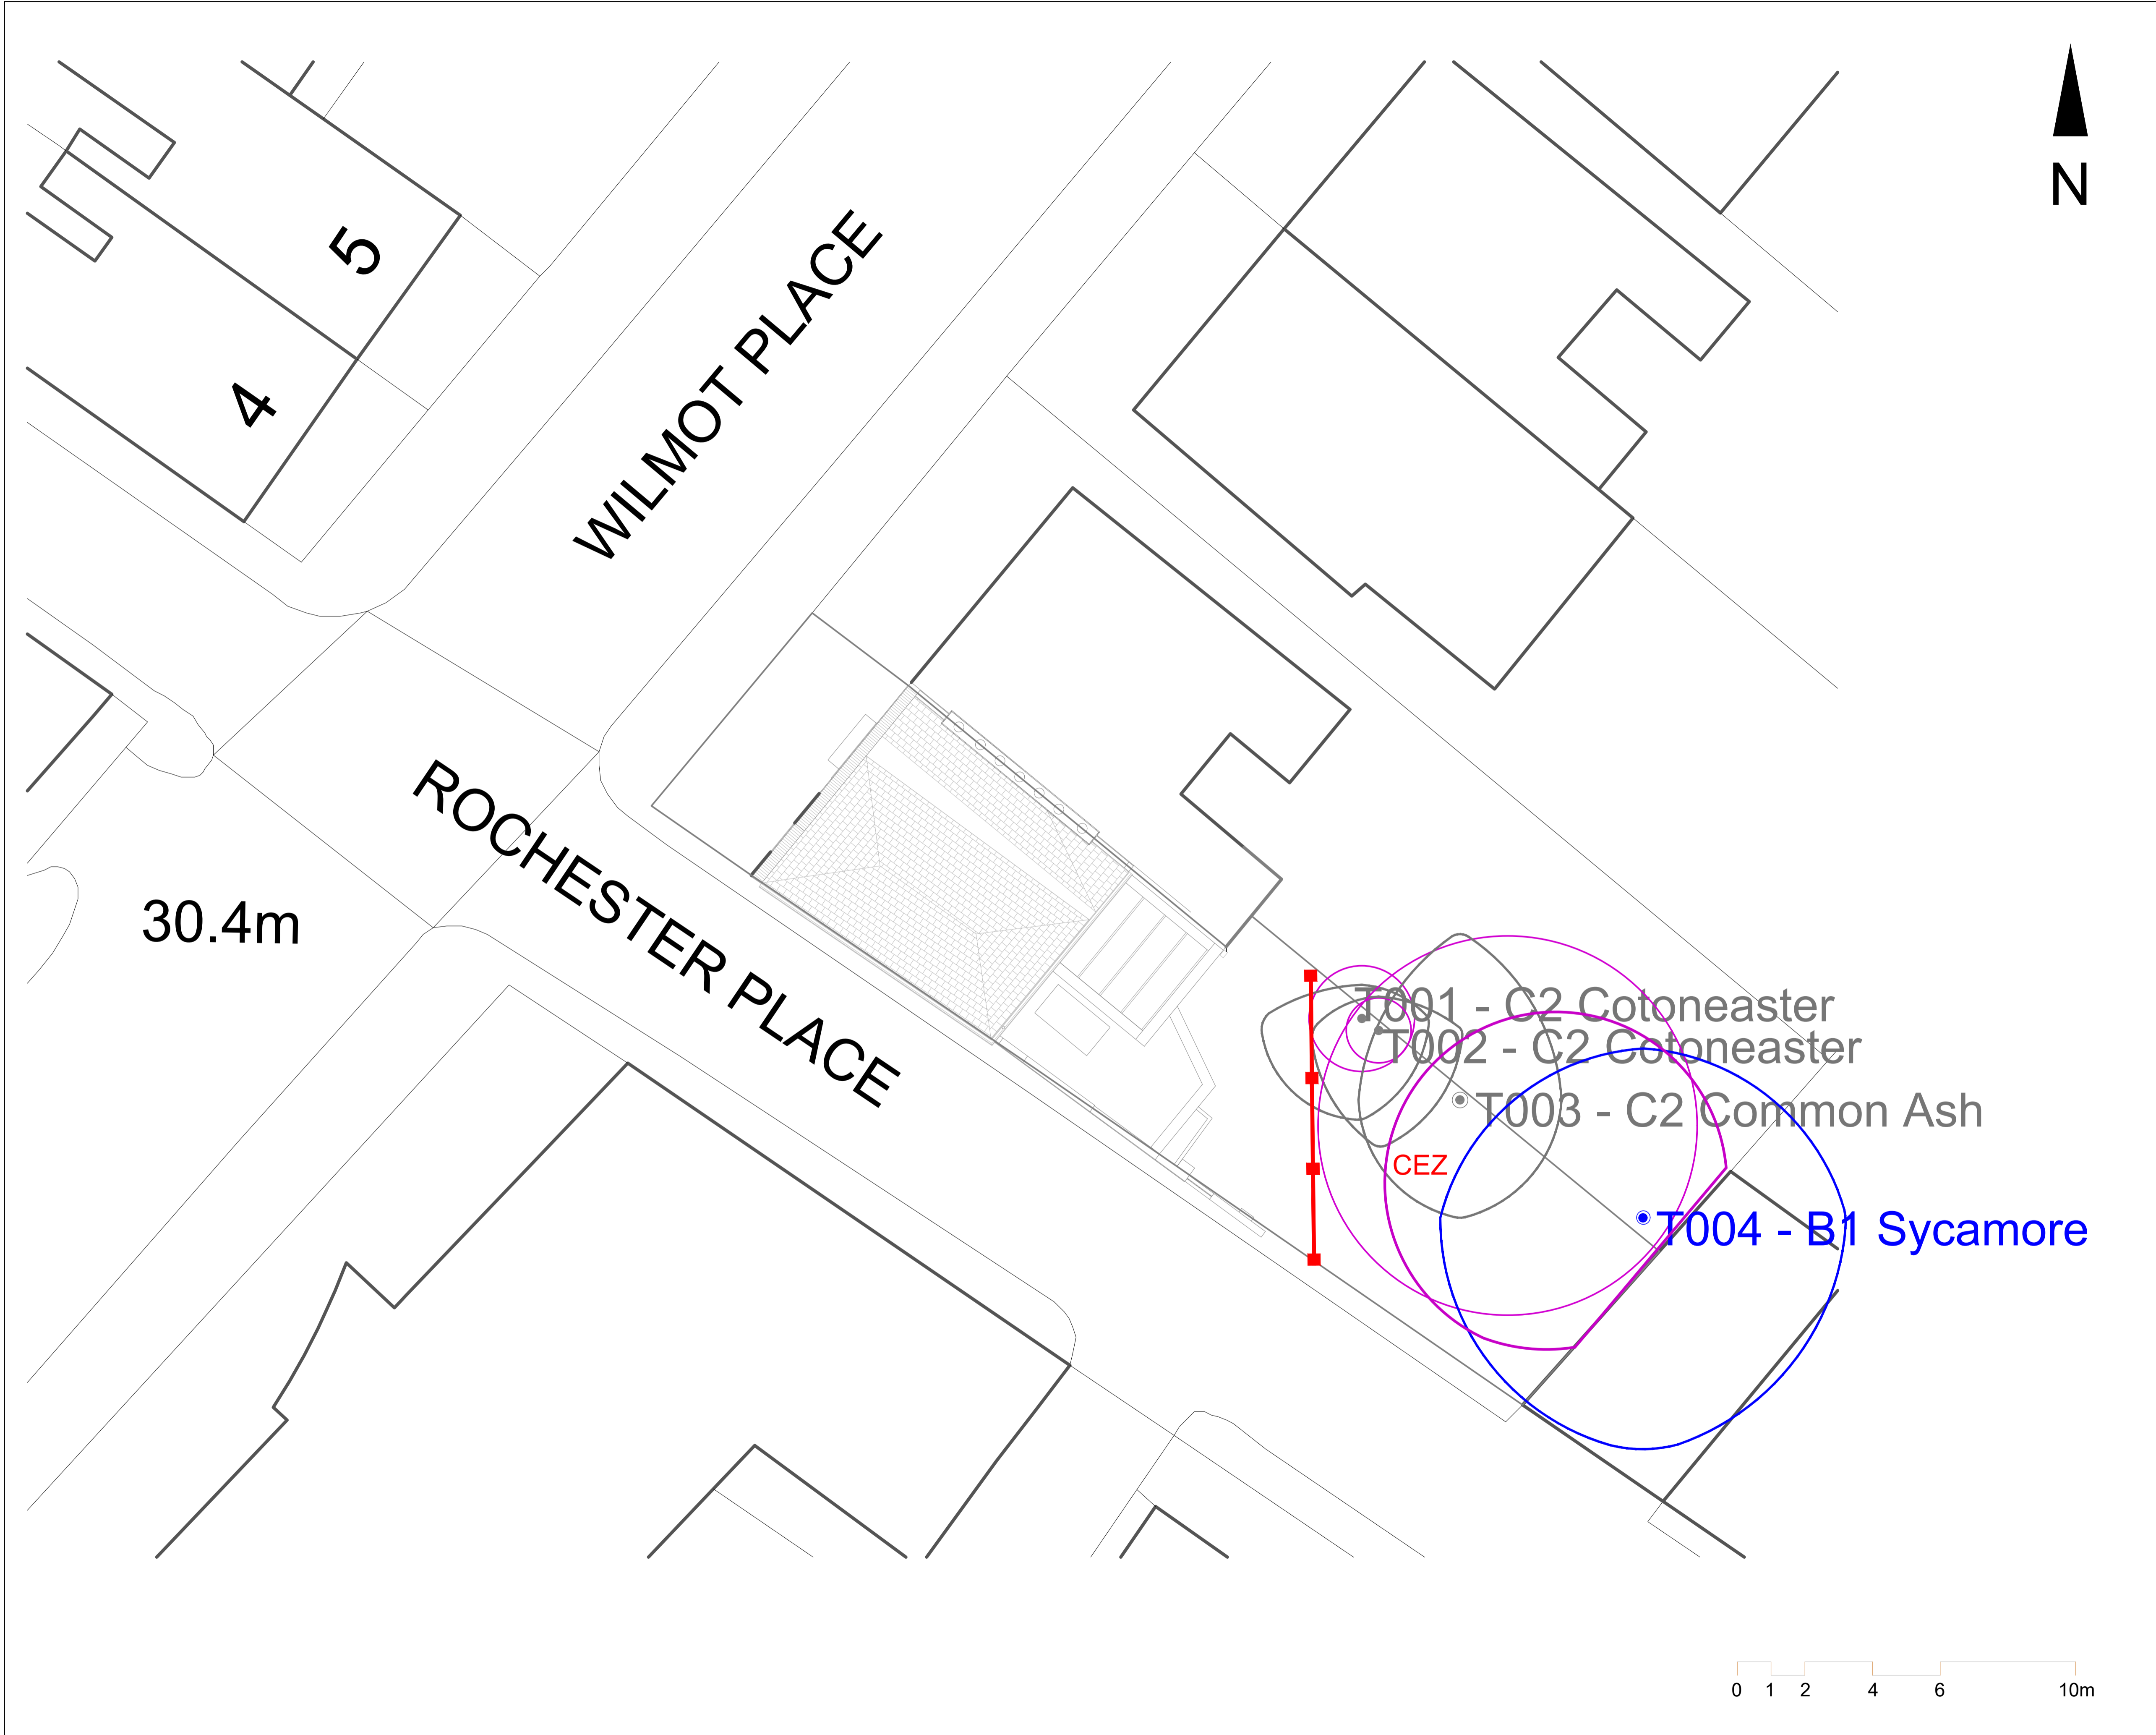 N
5
4
WILMOT PLACE
ROCHESTER PLACE
30.4m
T001 - C2 Cotoneaster
T002 - C2 Cotoneaster
T003 - C2 Common Ash
CEZ
T004 - B1 Sycamore
0 1 2 4 6 10m